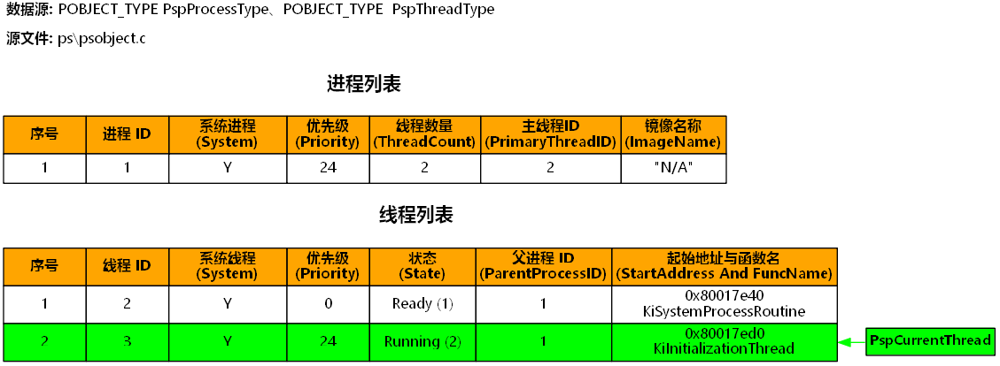 数据源: POBJECT_TYPE PspProcessType、POBJECT_TYPE  PspThreadType
源文件: ps\psobject.c
进程列表
序号 进程 ID 系统进程 (System) 优先级 (Priority) 线程数量 (ThreadCount) 主线程ID (PrimaryThreadID) 镜像名称 (ImageName)
1 1 Y 24 2 2 "N/A"
线程列表
序号 线程 ID 系统线程 (System) 优先级 (Priority) 状态 (State) 父进程 ID (ParentProcessID) 起始地址与函数名 (StartAddress And FuncName)
1 2 Y 0 Ready (1) 1 0x80017e40 KiSystemProcessRoutine
2 3 Y 24 Running (2) 1 0x80017ed0 KiInitializationThread PspCurrentThread